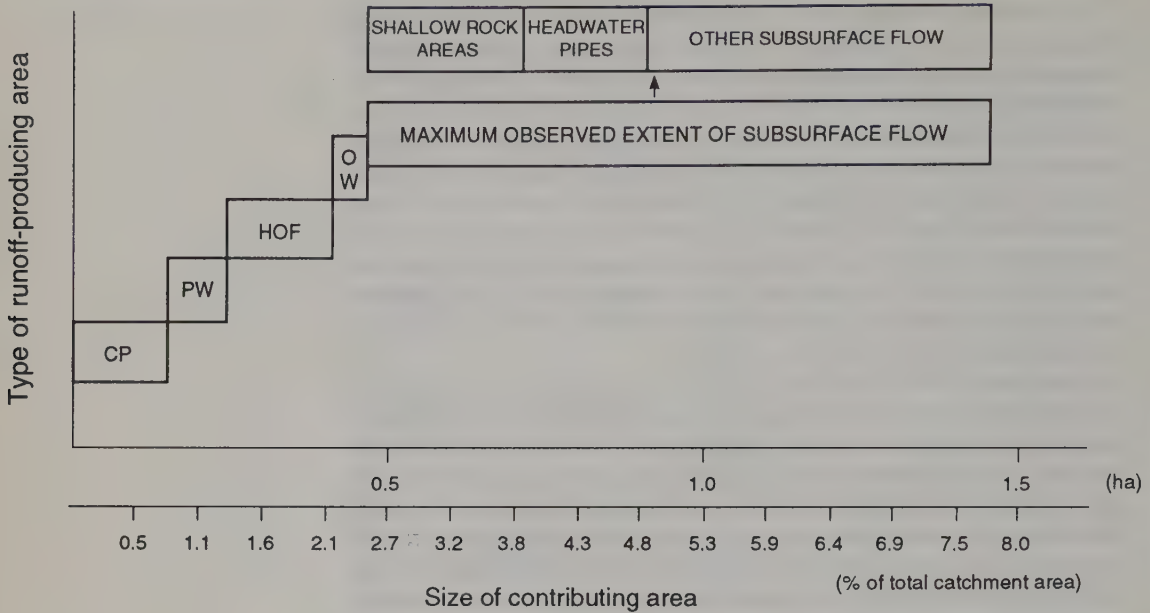 Type of runoff-producing area
SHALLOW ROCK
AREAS
HEADWATER
PIPES
OTHER SUBSURFACE FLOW
MAXIMUM OBSERVED EXTENT OF SUBSURFACE FLOW
O
W
HOF
PW
CP
0.5 1.0 1.5 (ha)
0.5 1.1 1.6 2.1 2.7 3.2 3.8 4.3 4.8 5.3 5.9 6.4 6.9 7.5 8.0
(% of total catchment area)
Size of contributing area